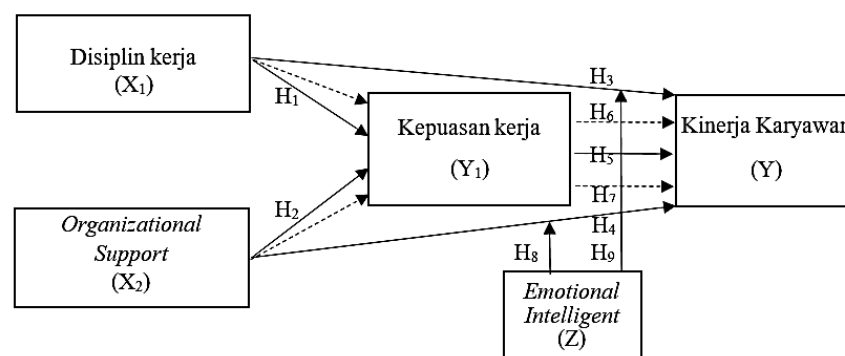 Disiplin kerja
(X₁)
H₁
H₃
Kepuasan kerja
(Y₁)
H₆
H₅
H₇
Kinerja Karyawan
(Y)
Organizational
Support
(X₂)
H₂
H₄
H₈
H₉
Emotional
Intelligent
(Z)